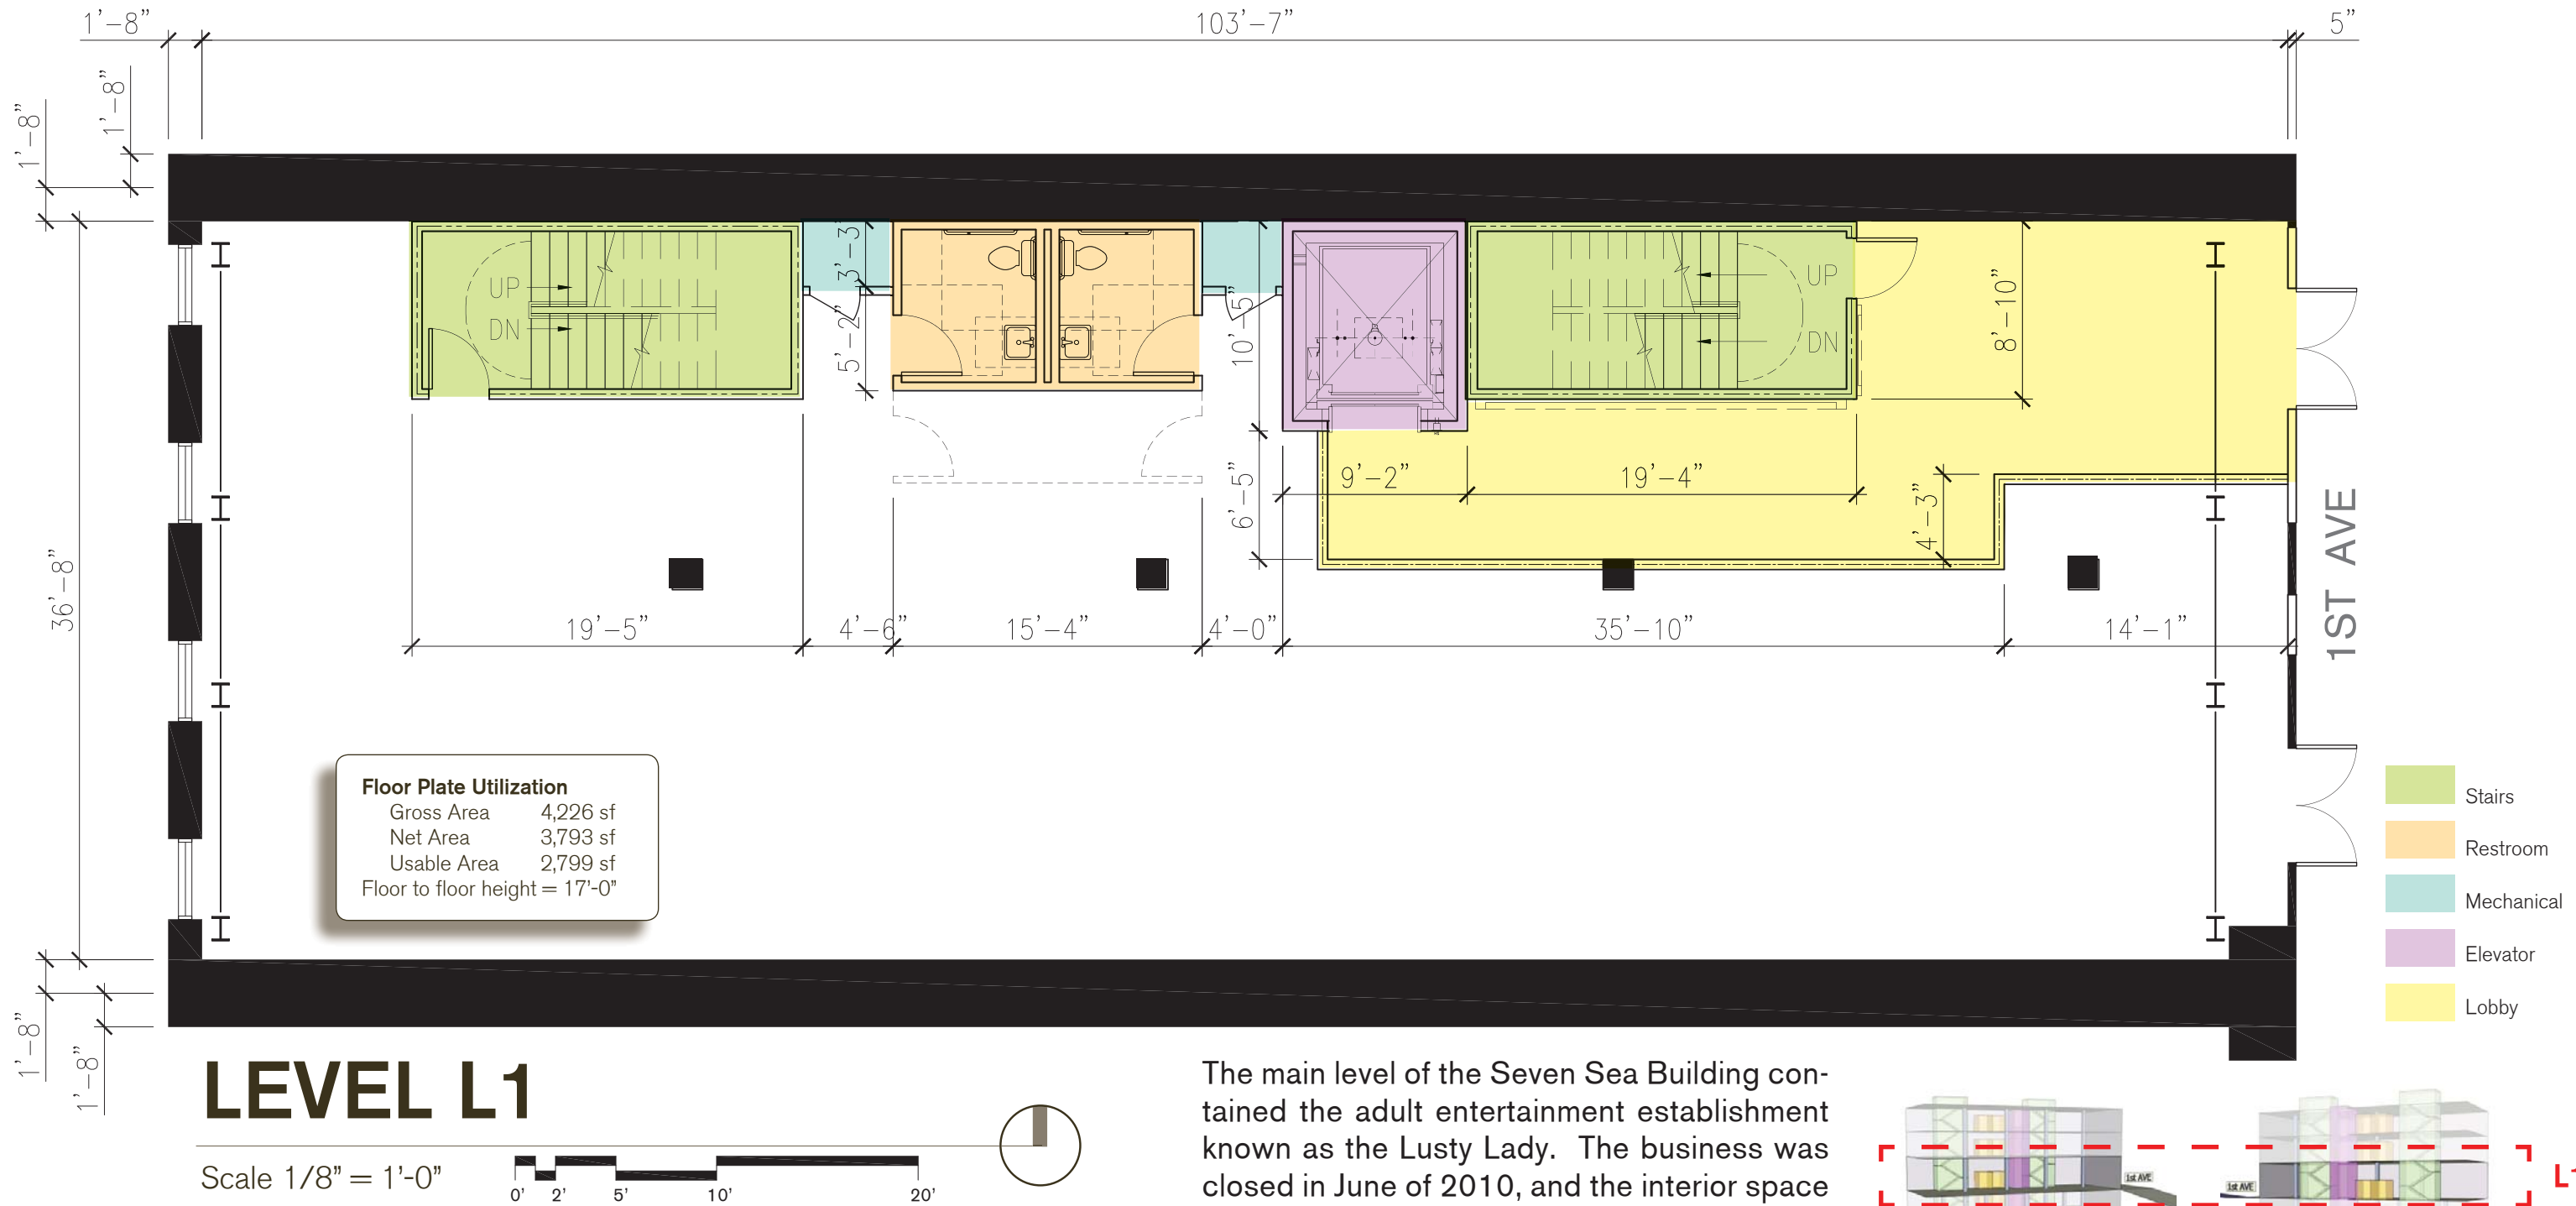 1'-8" 103'-7" 5"
1'-8"
1'-8"
36'-8"
1'-8"
1'-8"
UP
DN
3'-3"
5'-2"
10'-5"
6'-5"
UP
DN
8'-10"
9'-2" 19'-4"
4'-3"
19'-5" 4'-6" 15'-4" 4'-0" 35'-10" 14'-1"
1ST AVE
Floor Plate Utilization
Gross Area 4,226 sf
Net Area 3,793 sf
Usable Area 2,799 sf
Floor to floor height = 17'-0"
Stairs
Restroom
Mechanical
Elevator
Lobby
LEVEL L1
Scale 1/8" = 1'-0"
0' 2' 5' 10' 20'
The main level of the Seven Sea Building con-
tained the adult entertainment establishment
known as the Lusty Lady. The business was
closed in June of 2010, and the interior space
1st AVE
1st AVE
L1